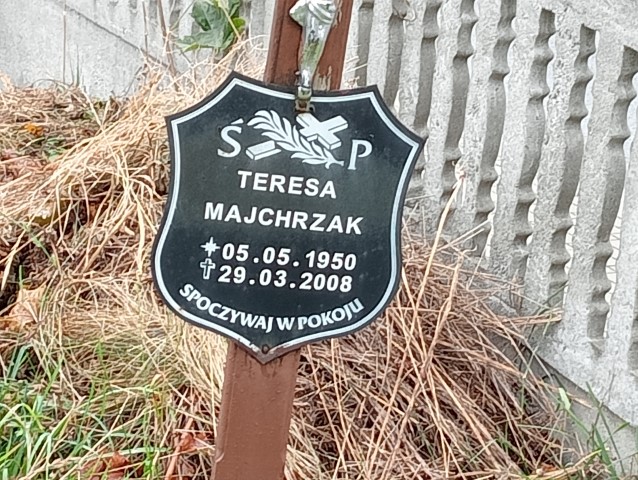 Ś P
TERESA
MAJCHRZAK
05.05.1950
29.03.2008
SPOCZYWAJ W POKOJU